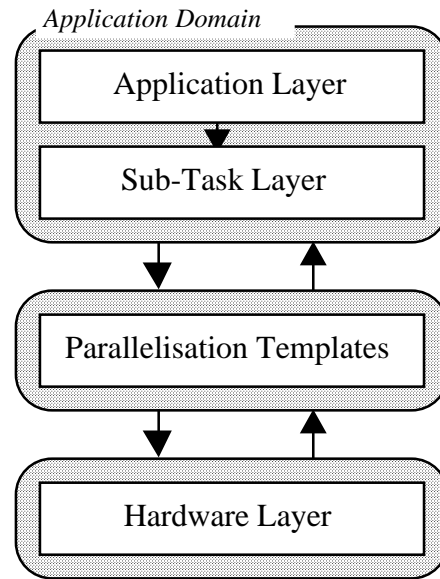 Application Domain
Application Layer
Sub-Task Layer
Parallelisation Templates
Hardware Layer